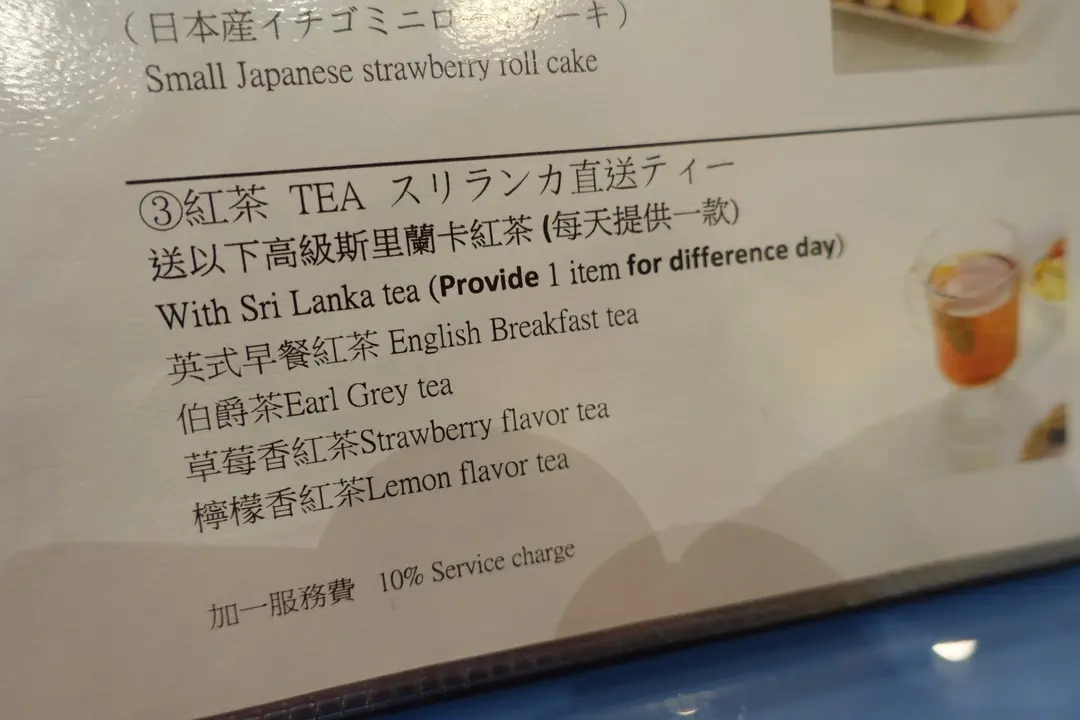 （日本産イチゴミニロールケーキ）
Small Japanese strawberry roll cake
③紅茶 TEA スリランカ直送ティー
送以下高級斯里蘭卡紅茶 (每天提供一款)
With Sri Lanka tea (Provide 1 item for difference day)
英式早餐紅茶 English Breakfast tea
伯爵茶Earl Grey tea
草莓香紅茶Strawberry flavor tea
檸檬香紅茶Lemon flavor tea
加一服務費 10% Service charge